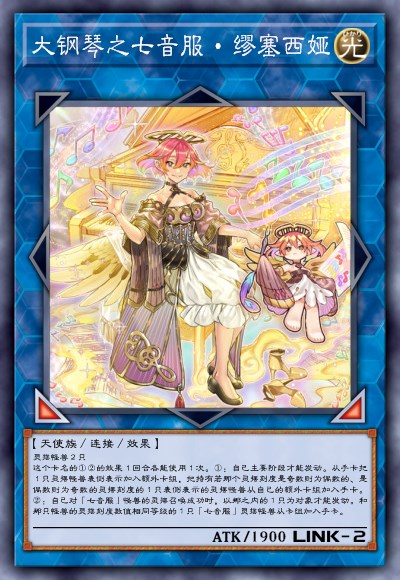 大钢琴之七音服·缪塞西娅
光
【天使族/连接/效果】
灵摆怪兽2只
这个卡名的①②的效果1回合各能使用1次。①:自己主要阶段才能发动。从手卡把
1只灵摆怪兽表侧表示加入额外卡组,把持有若那个灵摆刻度是奇数则为偶数的、是
偶数则为奇数的灵摆刻度的1只表侧表示的灵摆怪兽从自己的额外卡组加入手卡。
②:自己对「七音服」怪兽的灵摆召唤成功时,以那之内的1只为对象才能发动。和
那只怪兽的灵摆刻度数值相同等级的1只「七音服」灵摆怪兽从卡组加入手卡。
ATK/1900 LINK-2